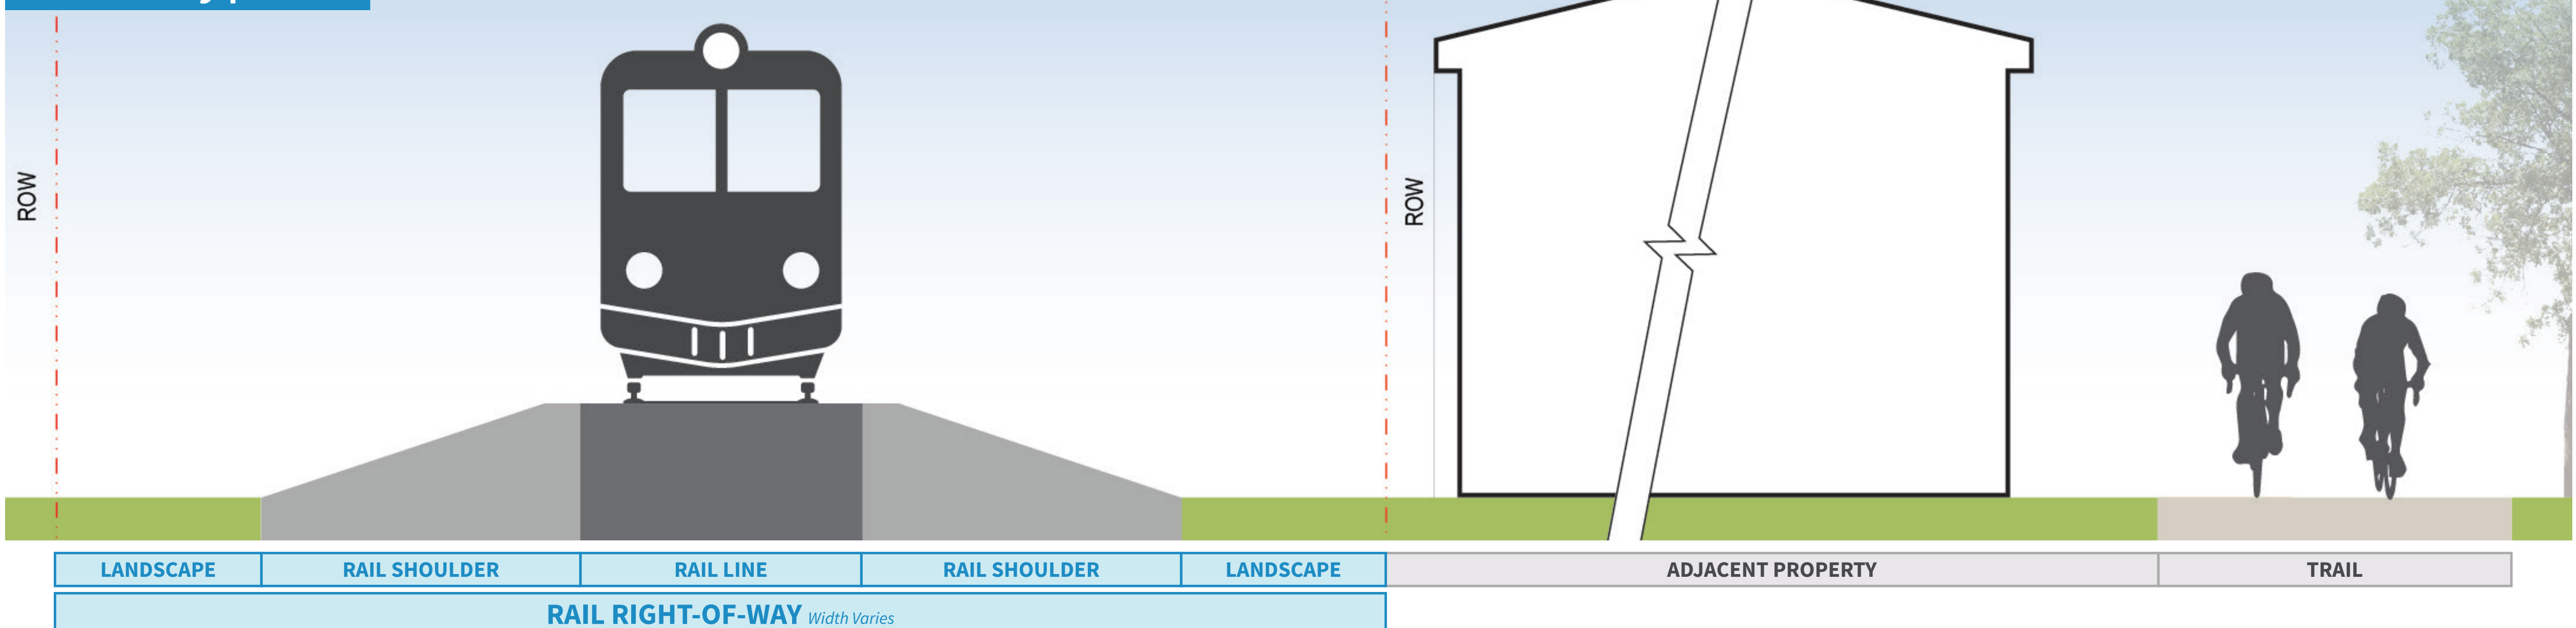 ROW
ROW
LANDSCAPE
RAIL SHOULDER
RAIL LINE
RAIL SHOULDER
LANDSCAPE
ADJACENT PROPERTY
TRAIL
RAIL RIGHT-OF-WAY Width Varies